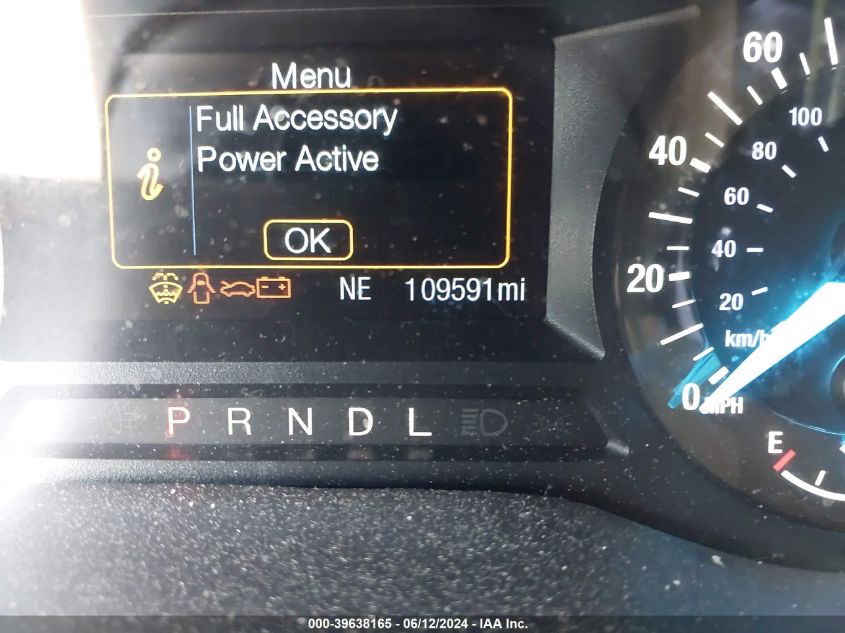 Menu
Full Accessory
Power Active
i
OK
NE 109591mi
P R N D L
60
40
20
0 MPH
100
80
60
40
20
km/h
E
000-39638165 - 06/12/2024 - IAA Inc.